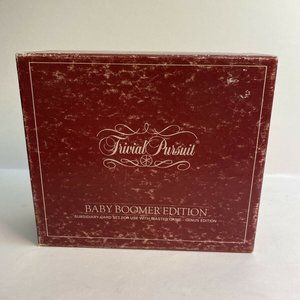 Trivial Pursuit
BABY BOOMER EDITION
SUBSIDIARY CARD SET FOR USE WITH MASTER GAME - GENUS EDITION